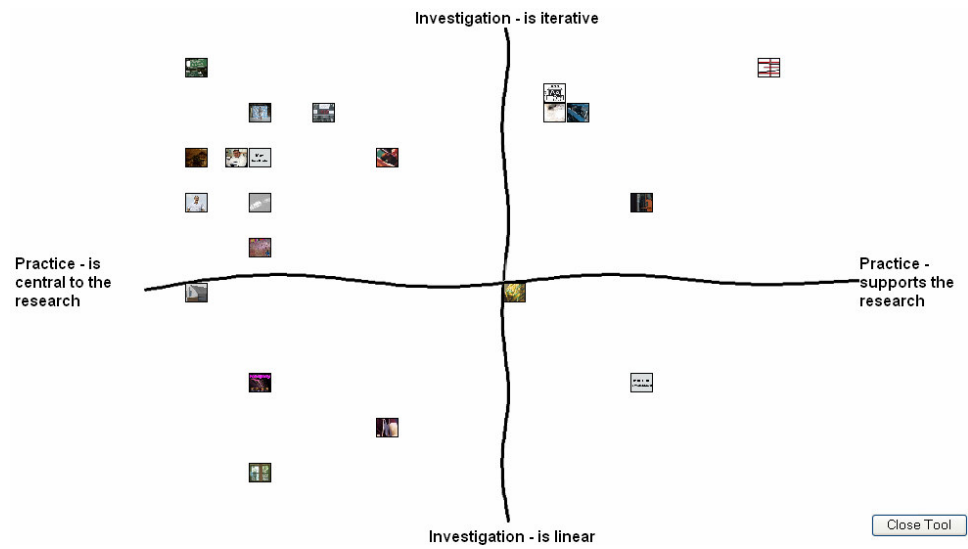 Investigation - is iterative
Practice - is
central to the
research
Practice -
supports the
research
Investigation - is linear
Close Tool